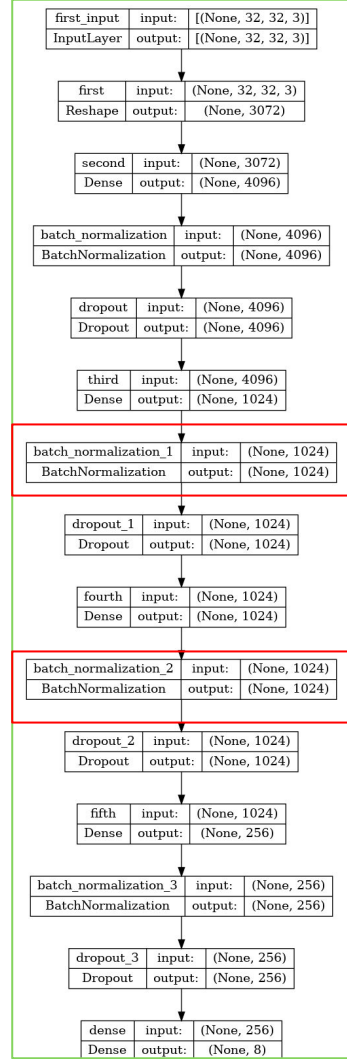 first_input input: [(None, 32, 32, 3)]
InputLayer output: [(None, 32, 32, 3)]
first input: (None, 32, 32, 3)
Reshape output: (None, 3072)
second input: (None, 3072)
Dense output: (None, 4096)
batch_normalization input: (None, 4096)
BatchNormalization output: (None, 4096)
dropout input: (None, 4096)
Dropout output: (None, 4096)
third input: (None, 4096)
Dense output: (None, 1024)
batch_normalization_1 input: (None, 1024)
BatchNormalization output: (None, 1024)
dropout_1 input: (None, 1024)
Dropout output: (None, 1024)
fourth input: (None, 1024)
Dense output: (None, 1024)
batch_normalization_2 input: (None, 1024)
BatchNormalization output: (None, 1024)
dropout_2 input: (None, 1024)
Dropout output: (None, 1024)
fifth input: (None, 1024)
Dense output: (None, 256)
batch_normalization_3 input: (None, 256)
BatchNormalization output: (None, 256)
dropout_3 input: (None, 256)
Dropout output: (None, 256)
dense input: (None, 256)
Dense output: (None, 8)